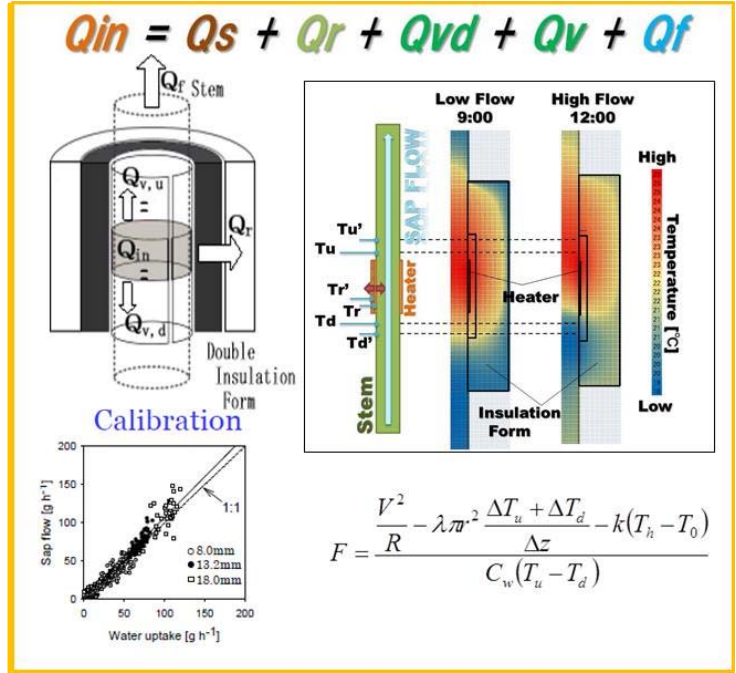 Qin = Qs + Qr + Qvd + Qv + Qf
Qf Stem
Qv,u
Qin
Qr
Qv,d
Double
Insulation
Form
Low Flow
9:00
High Flow
12:00
High
SAP FLOW
Tu'
Tu
Tr'
Tr
Td
Td'
Heater
Heater
Temperature [℃]
Stem
Insulation
Form
Low
Calibration
Sap flow [g h⁻¹]
200
150
100
50
0
1:1
○8.0mm
●13.2mm
□18.0mm
0 50 100 150 200
Water uptake [g h⁻¹]
F = (V²/R − λπr² (ΔTu + ΔTd)/Δz − k(Th − T0)) / (Cw(Tu − Td))